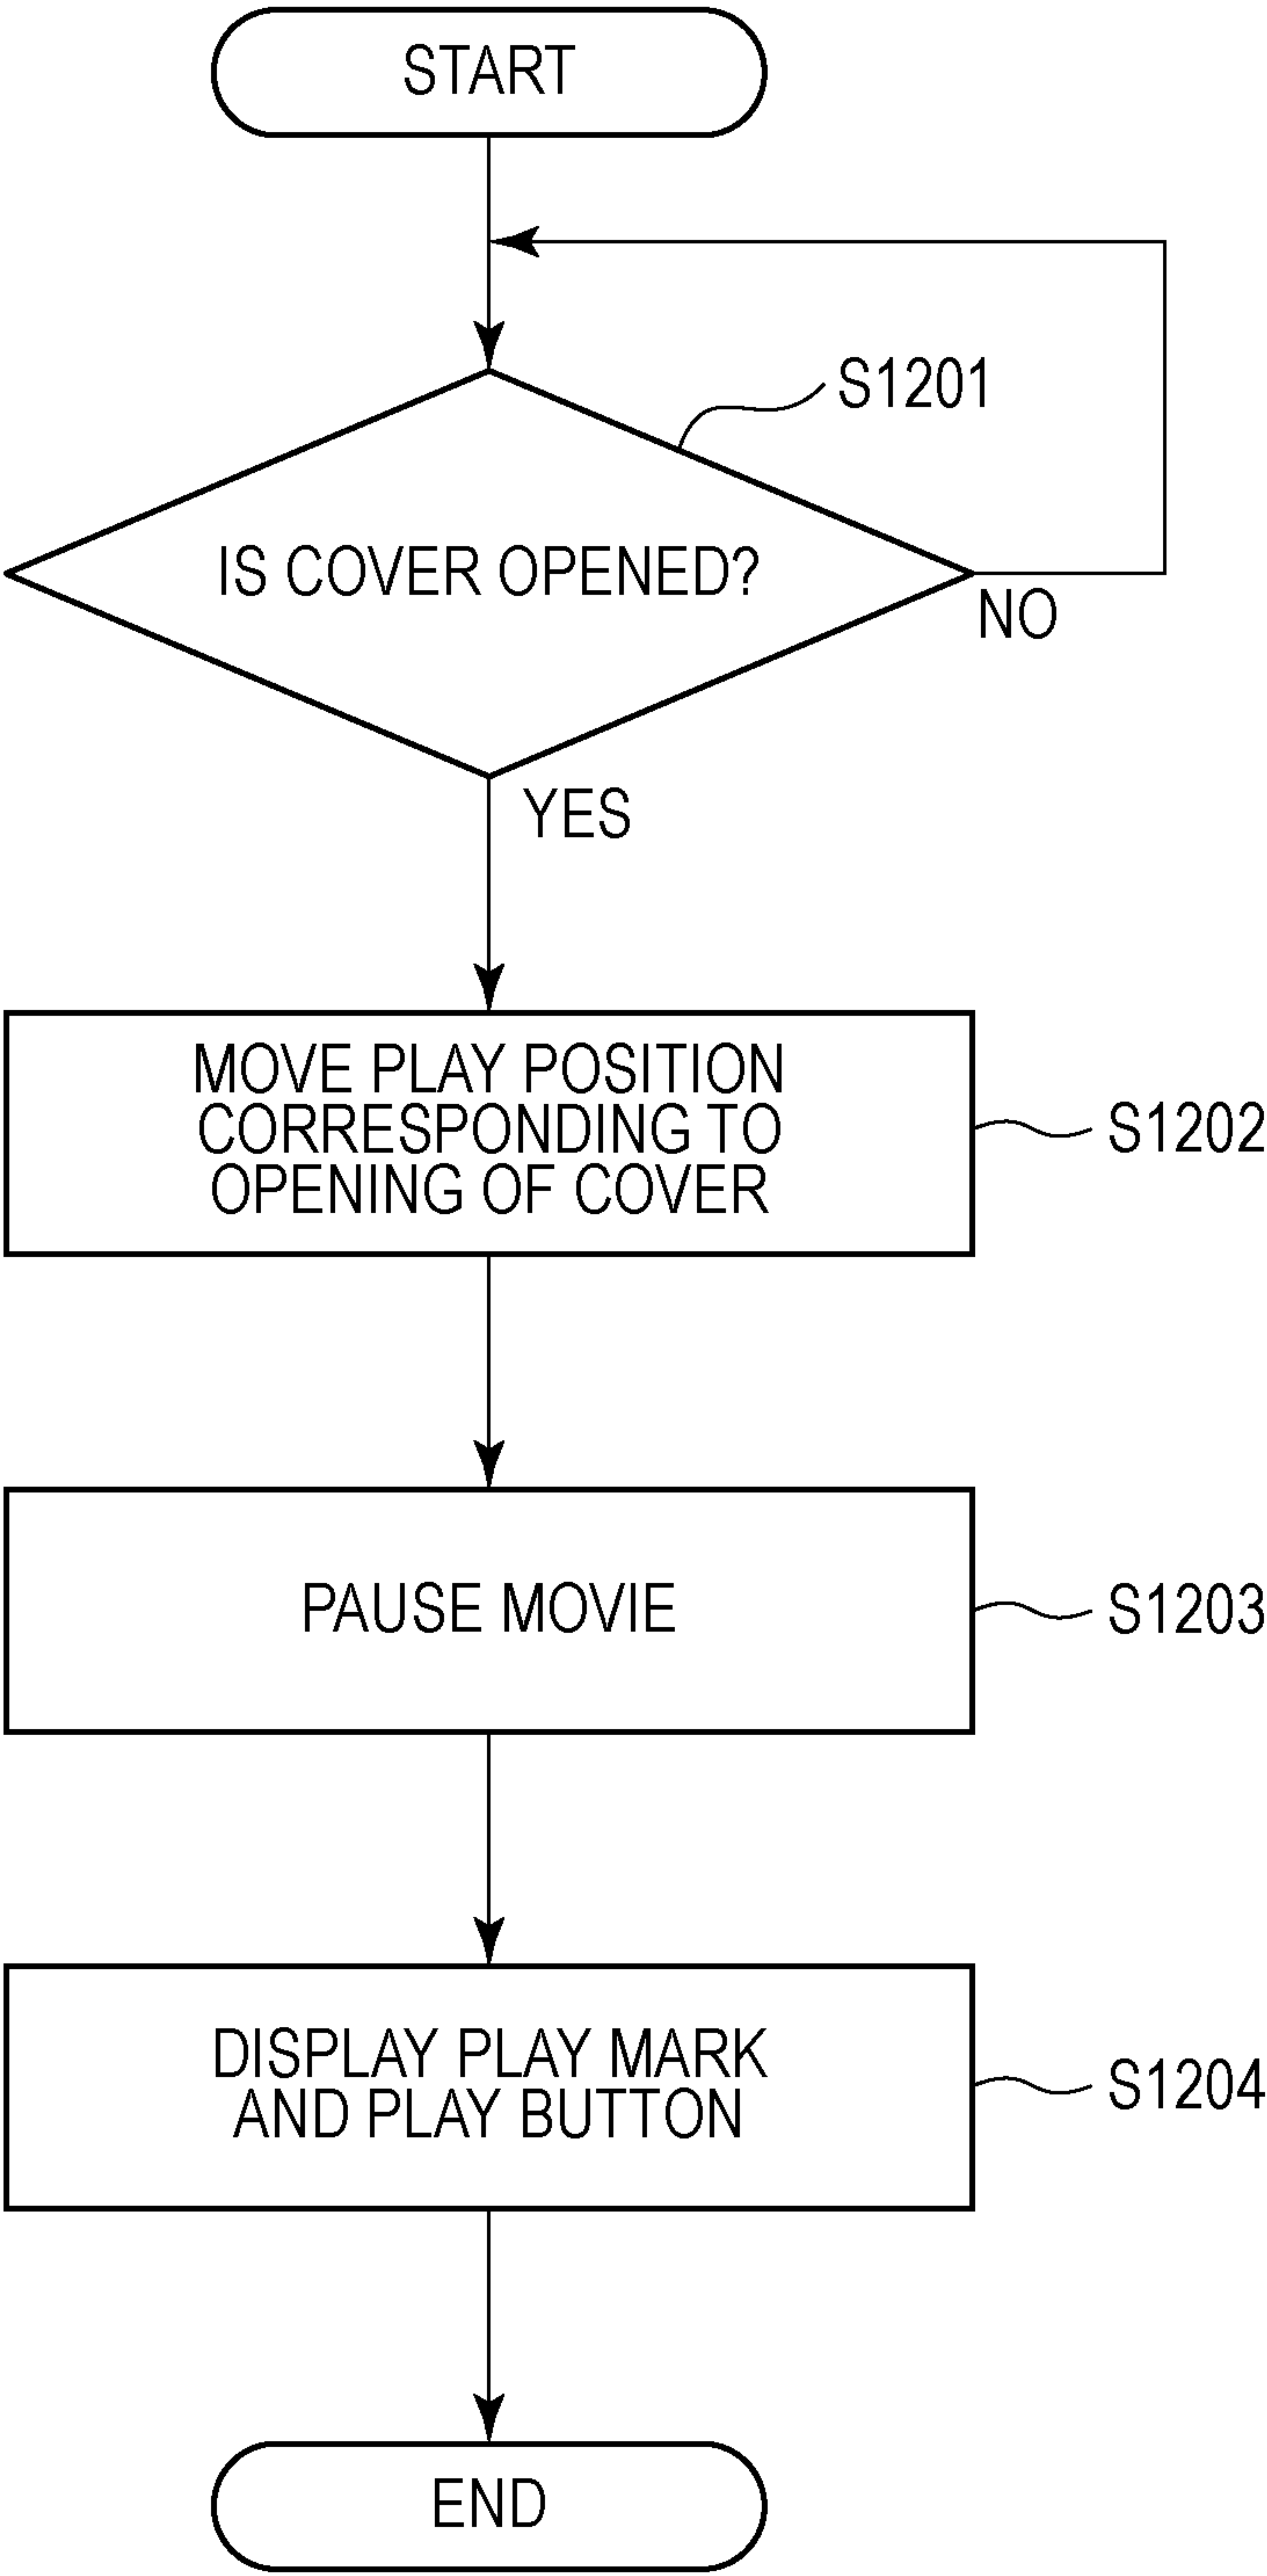 START
S1201
IS COVER OPENED?
NO
YES
MOVE PLAY POSITION
CORRESPONDING TO
OPENING OF COVER
S1202
PAUSE MOVIE
S1203
DISPLAY PLAY MARK
AND PLAY BUTTON
S1204
END